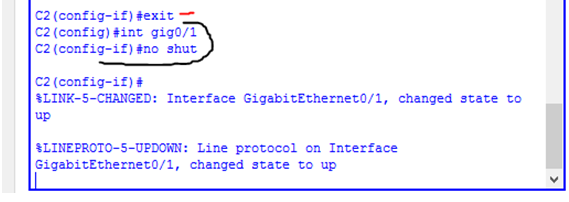 C2(config-if)#exit
C2(config)#int gig0/1
C2(config-if)#no shut
C2(config-if)#
%LINK-5-CHANGED: Interface GigabitEthernet0/1, changed state to
up
%LINEPROTO-5-UPDOWN: Line protocol on Interface
GigabitEthernet0/1, changed state to up